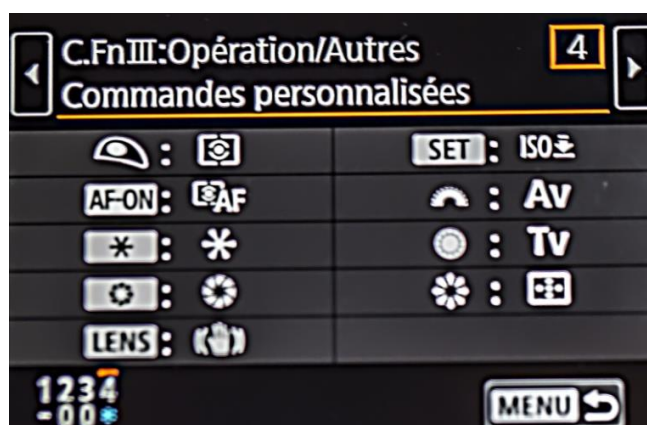 C.FnIII:Opération/Autres 4
Commandes personnalisées
: SET : ISO
AF-ON : AF : Av
* : * : Tv
: :
LENS :
1234
-00*
MENU